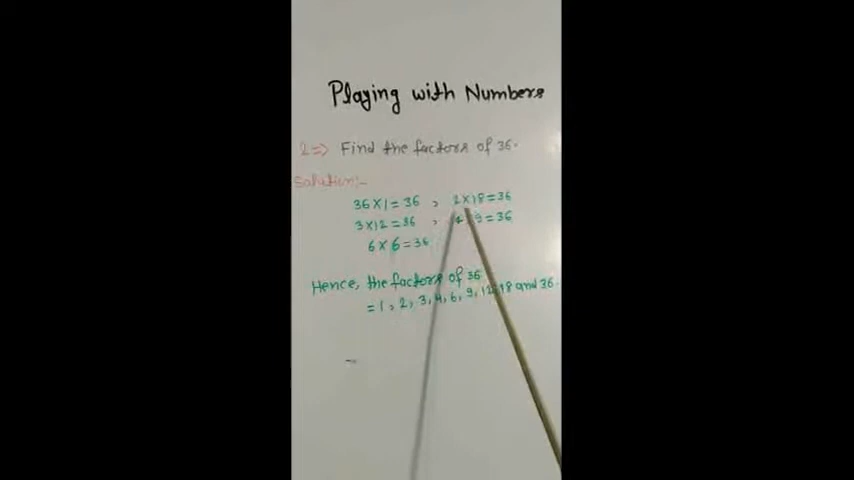 Playing with Numbers
2⇒ Find the factors of 36.
Solution:-
36 X 1 = 36 , 2 X 18 = 36
3 X 12 = 36 , 4 9 = 36
6 X 6 = 36
Hence, the factors of 36
= 1, 2, 3, 4, 6, 9, 12, 18 and 36.